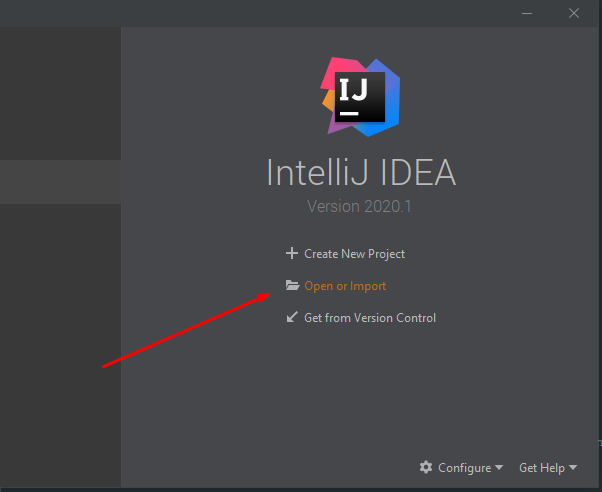 IJ
IntelliJ IDEA
Version 2020.1
Create New Project
Open or Import
Get from Version Control
Configure Get Help